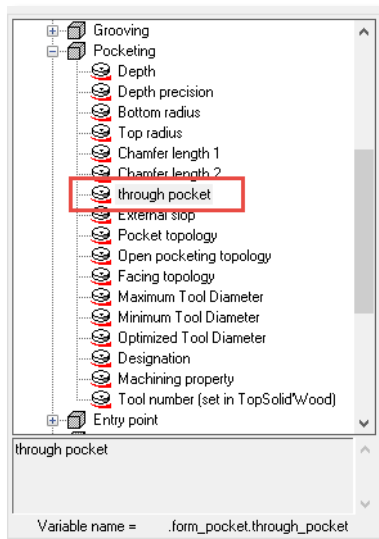 Grooving
Pocketing
Depth
Depth precision
Bottom radius
Top radius
Chamfer length 1
Chamfer length 2
through pocket
External slop
Pocket topology
Open pocketing topology
Facing topology
Maximum Tool Diameter
Minimum Tool Diameter
Optimized Tool Diameter
Designation
Machining property
Tool number (set in TopSolid'Wood)
Entry point
through pocket
Variable name = .form_pocket.through_pocket